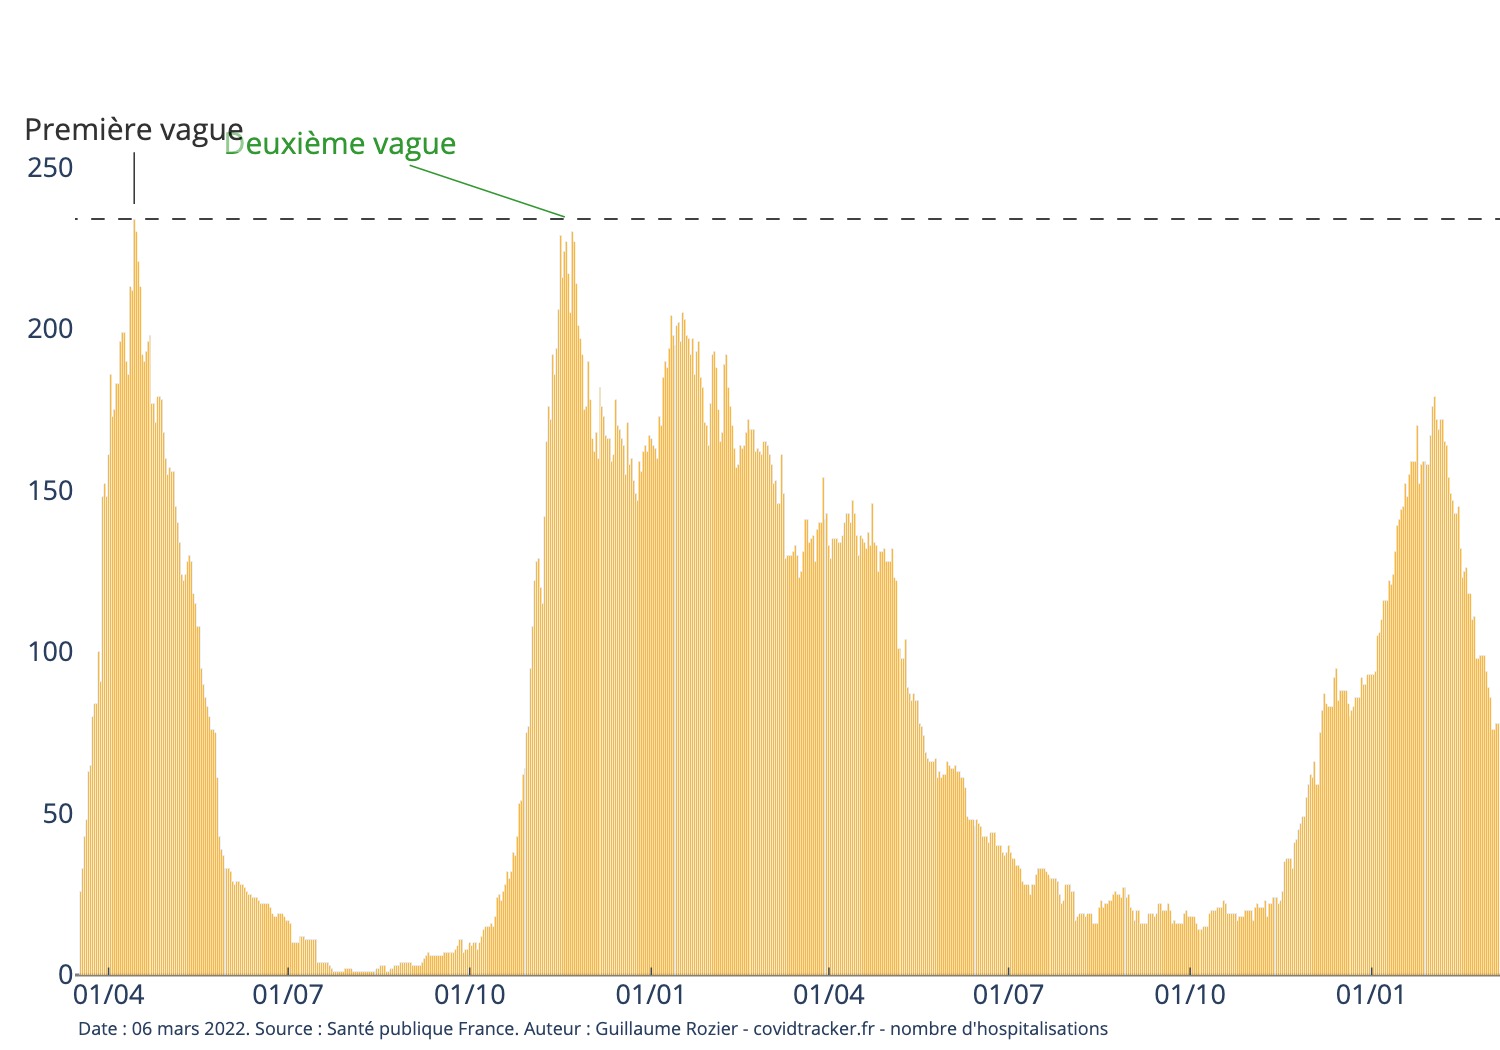 Première vague
Deuxième vague
250
200
150
100
50
0
01/04 01/07 01/10 01/01 01/04 01/07 01/10 01/01
Date : 06 mars 2022. Source : Santé publique France. Auteur : Guillaume Rozier - covidtracker.fr - nombre d'hospitalisations